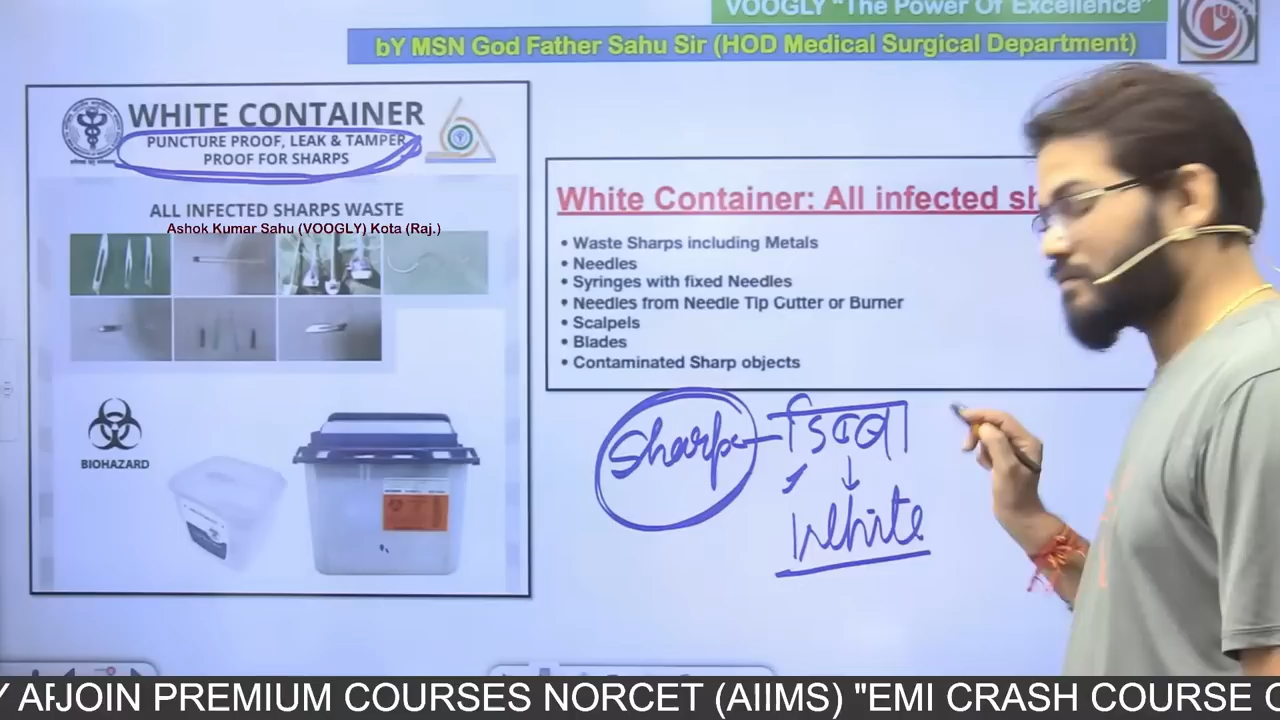 VOOGLY "The Power Of Excellence"
bY MSN God Father Sahu Sir (HOD Medical Surgical Department)
WHITE CONTAINER
PUNCTURE PROOF, LEAK & TAMPER
PROOF FOR SHARPS
ALL INFECTED SHARPS WASTE
Ashok Kumar Sahu (VOOGLY) Kota (Raj.)
BIOHAZARD
White Container: All infected sh
• Waste Sharps including Metals
• Needles
• Syringes with fixed Needles
• Needles from Needle Tip Cutter or Burner
• Scalpels
• Blades
• Contaminated Sharp objects
Sharp - डिब्बा
White
JOIN PREMIUM COURSES NORCET (AIIMS) "EMI CRASH COURSE